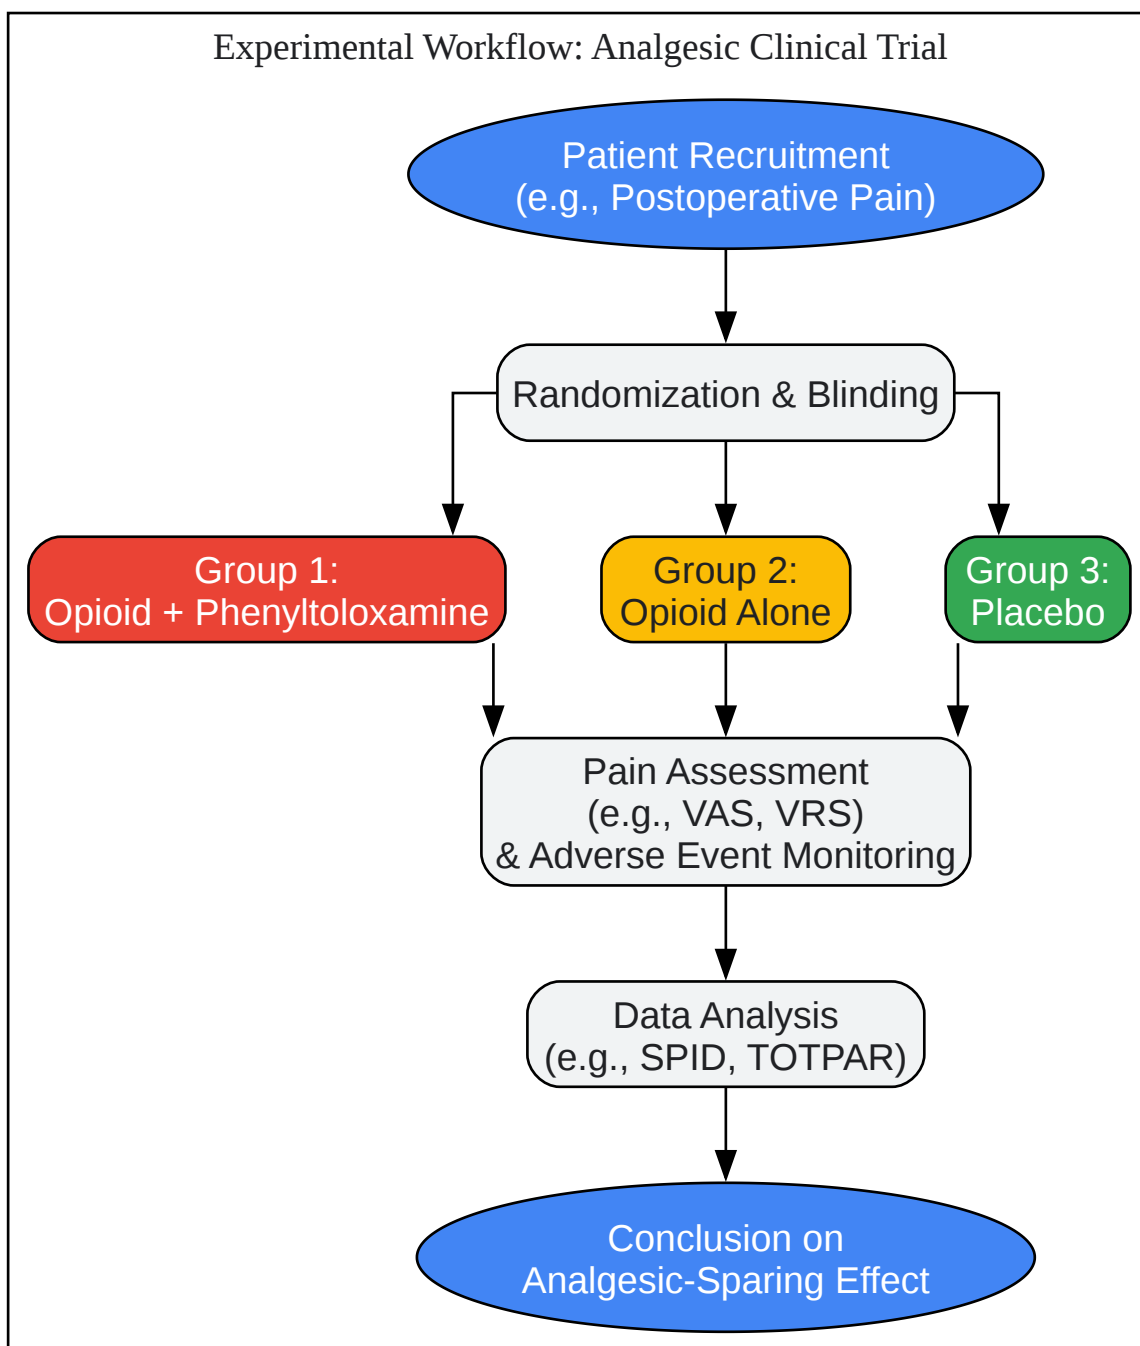 Experimental Workflow: Analgesic Clinical Trial
Patient Recruitment
(e.g., Postoperative Pain)
Randomization & Blinding
Group 1:
Opioid + Phenyltoloxamine
Group 2:
Opioid Alone
Group 3:
Placebo
Pain Assessment
(e.g., VAS, VRS)
& Adverse Event Monitoring
Data Analysis
(e.g., SPID, TOTPAR)
Conclusion on
Analgesic-Sparing Effect